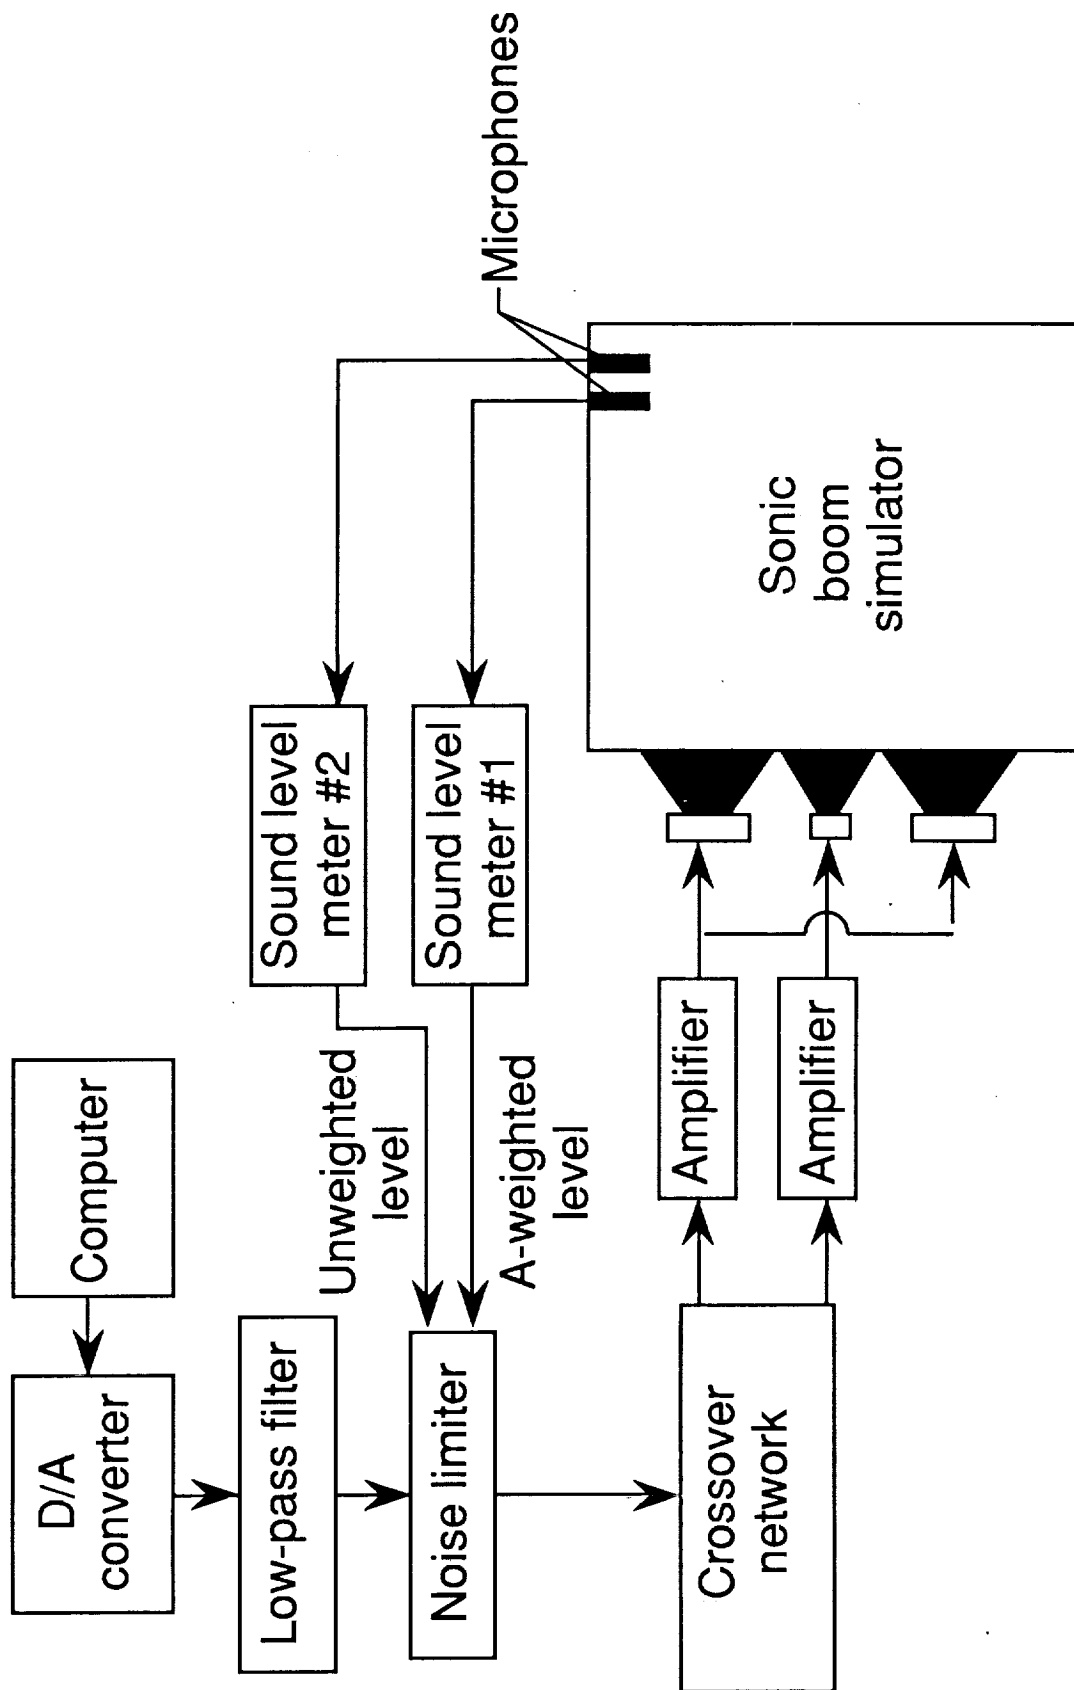 Computer
D/A
converter
Low-pass filter
Noise limiter
Crossover
network
Unweighted
level
A-weighted
level
Sound level
meter #2
Sound level
meter #1
Amplifier
Amplifier
Microphones
Sonic
boom
simulator